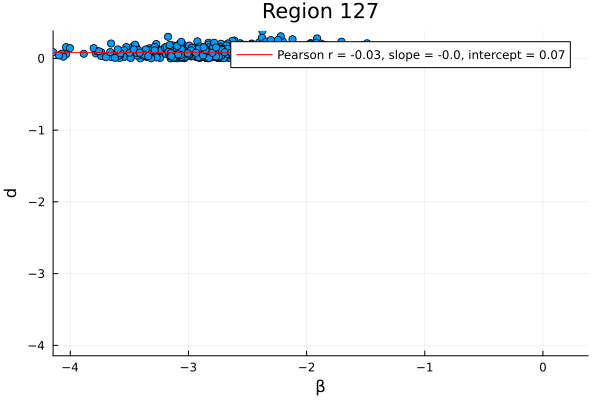 Region 127
Pearson r = -0.03, slope = -0.0, intercept = 0.07
d
0
−1
−2
−3
−4
−4
−3
−2
−1
0
β